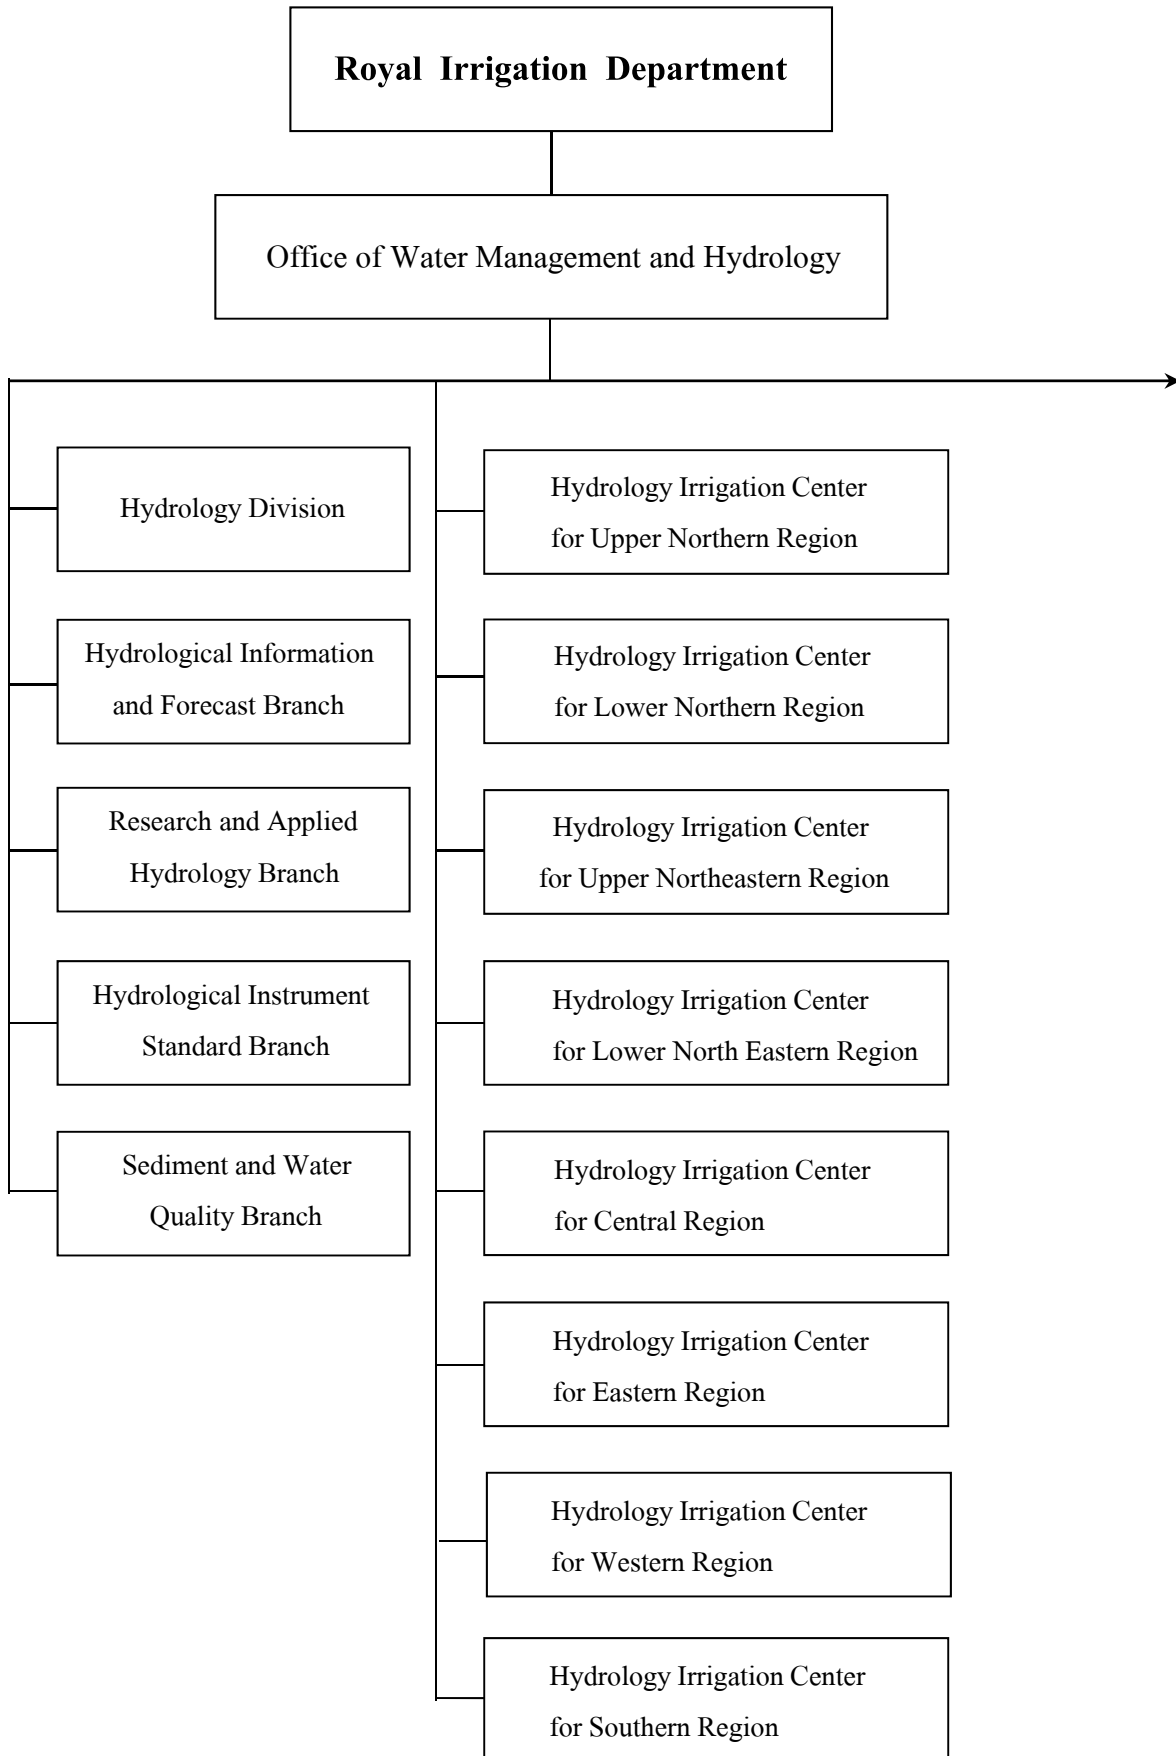 Royal Irrigation Department
Office of Water Management and Hydrology
Hydrology Division
Hydrological Information
and Forecast Branch
Research and Applied
Hydrology Branch
Hydrological Instrument
Standard Branch
Sediment and Water
Quality Branch
Hydrology Irrigation Center
for Upper Northern Region
Hydrology Irrigation Center
for Lower Northern Region
Hydrology Irrigation Center
for Upper Northeastern Region
Hydrology Irrigation Center
for Lower North Eastern Region
Hydrology Irrigation Center
for Central Region
Hydrology Irrigation Center
for Eastern Region
Hydrology Irrigation Center
for Western Region
Hydrology Irrigation Center
for Southern Region